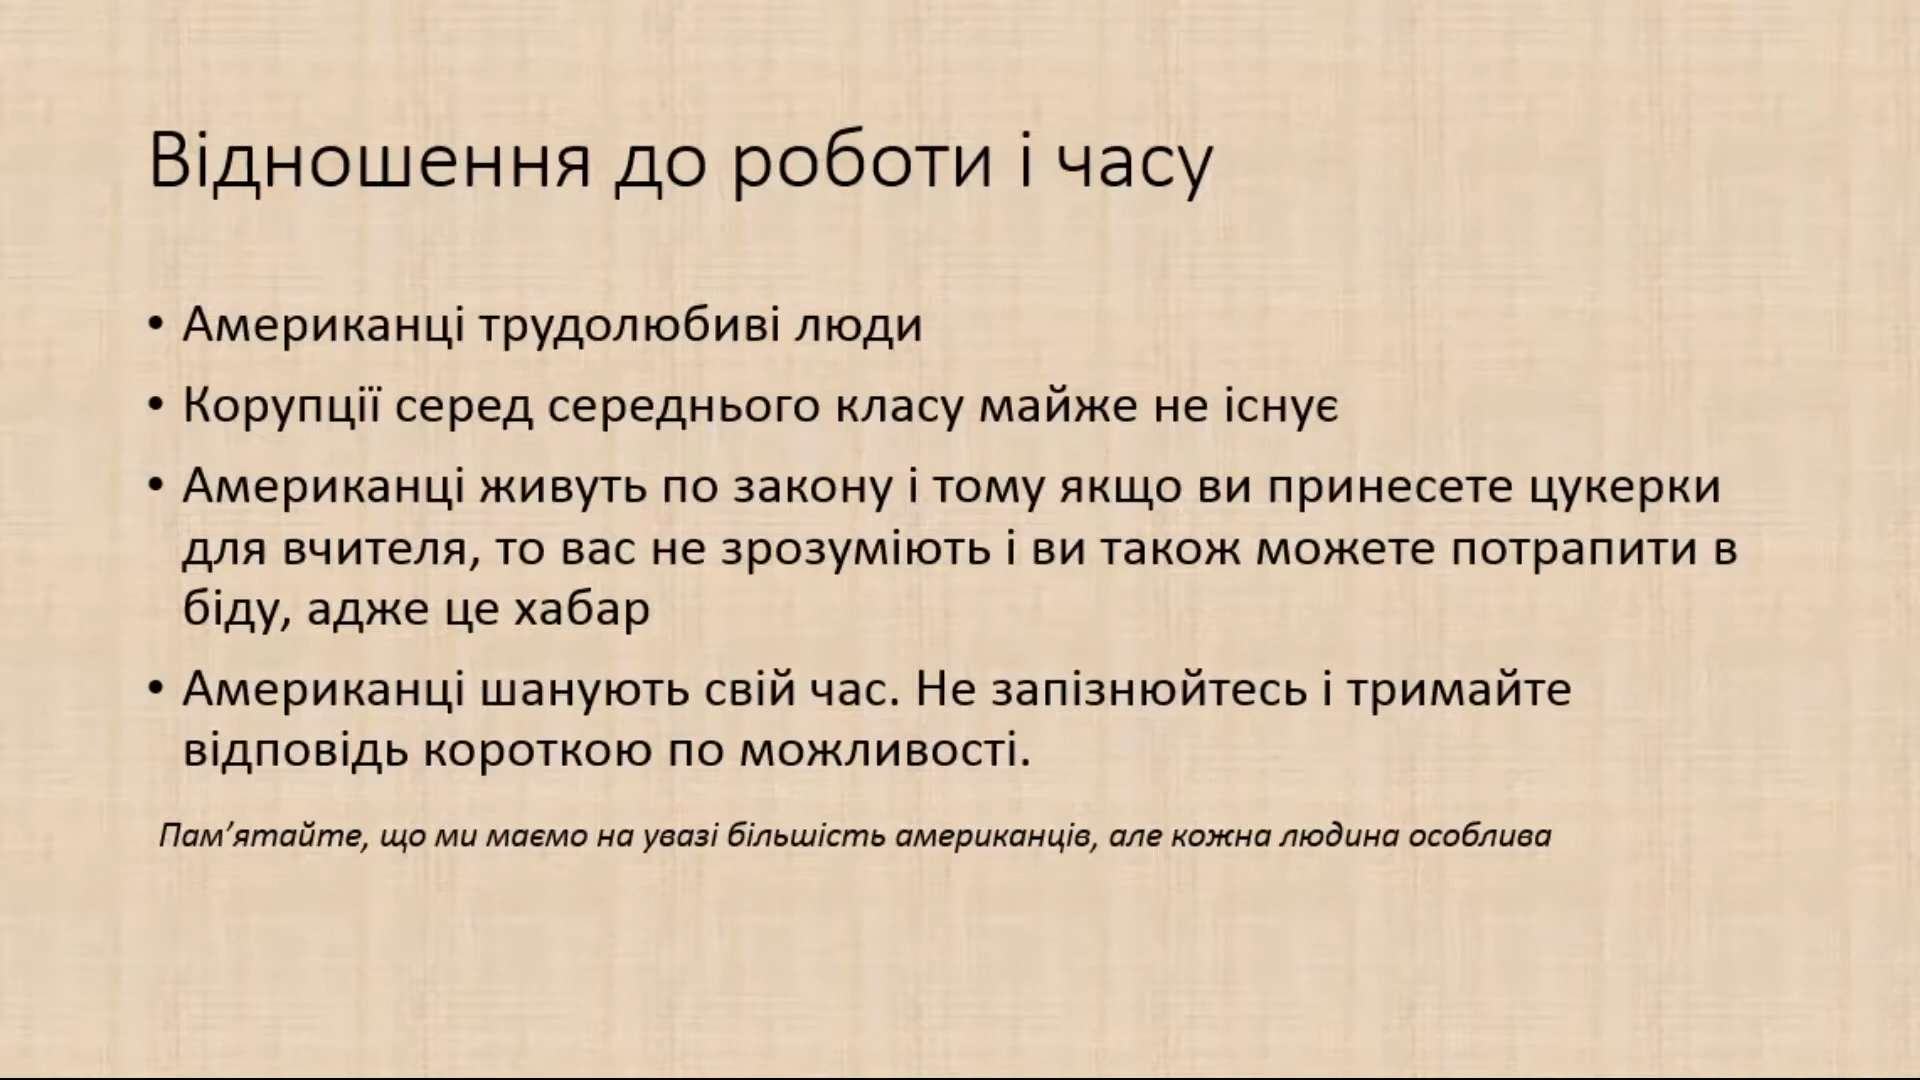 Відношення до роботи і часу
• Американці трудолюбиві люди
• Корупції серед середнього класу майже не існує
• Американці живуть по закону і тому якщо ви принесете цукерки
для вчителя, то вас не зрозуміють і ви також можете потрапити в
біду, адже це хабар
• Американці шанують свій час. Не запізнюйтесь і тримайте
відповідь короткою по можливості.
Пам’ятайте, що ми маємо на увазі більшість американців, але кожна людина особлива